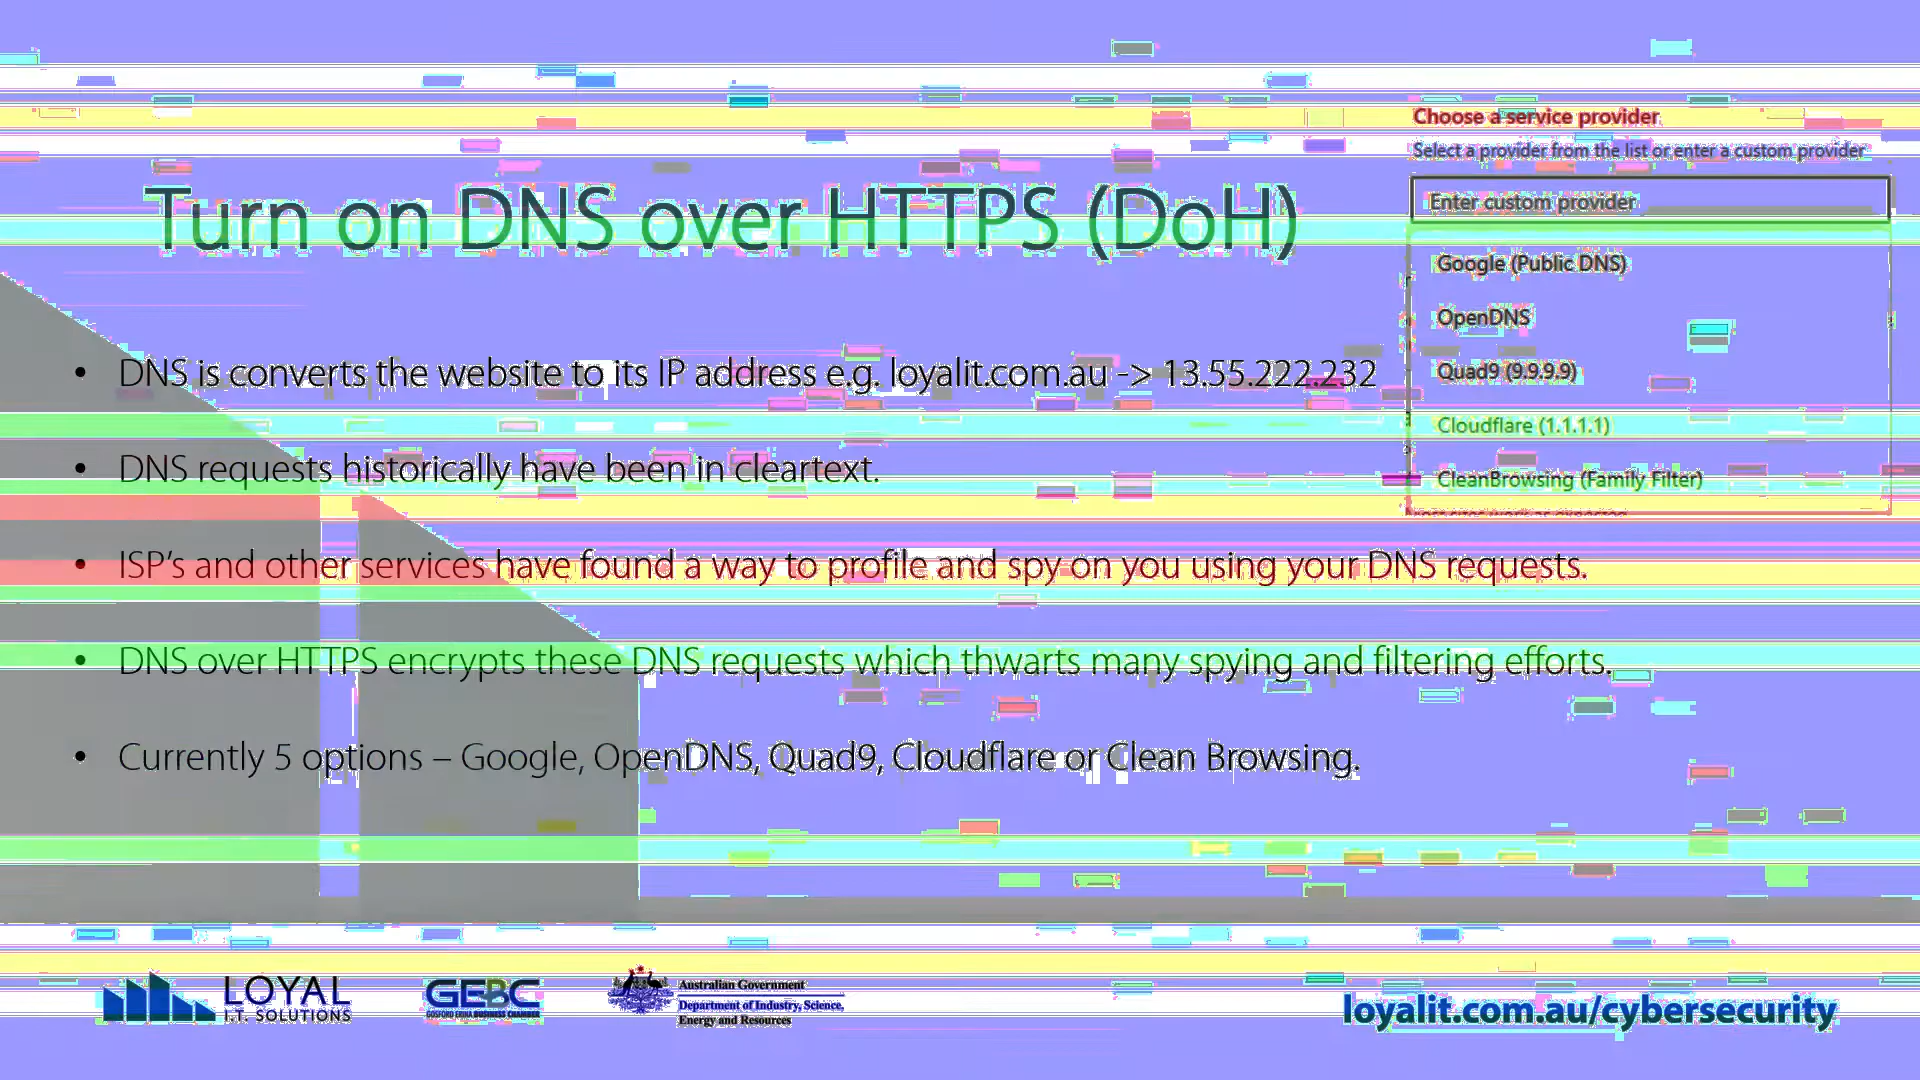 Choose a service provider
Select a provider from the list or enter a custom provider
Enter custom provider
Google (Public DNS)
OpenDNS
Quad9 (9.9.9.9)
Cloudflare (1.1.1.1)
CleanBrowsing (Family Filter)
Turn on DNS over HTTPS (DoH)
• DNS is converts the website to its IP address e.g. loyalit.com.au -> 13.55.222.232
• DNS requests historically have been in cleartext.
• ISP’s and other services have found a way to profile and spy on you using your DNS requests.
• DNS over HTTPS encrypts these DNS requests which thwarts many spying and filtering efforts.
• Currently 5 options – Google, OpenDNS, Quad9, Cloudflare or Clean Browsing.
LOYAL
I.T. SOLUTIONS
GEBC
GOSFORD ERINA BUSINESS CHAMBER
Australian Government
Department of Industry, Science,
Energy and Resources
loyalit.com.au/cybersecurity